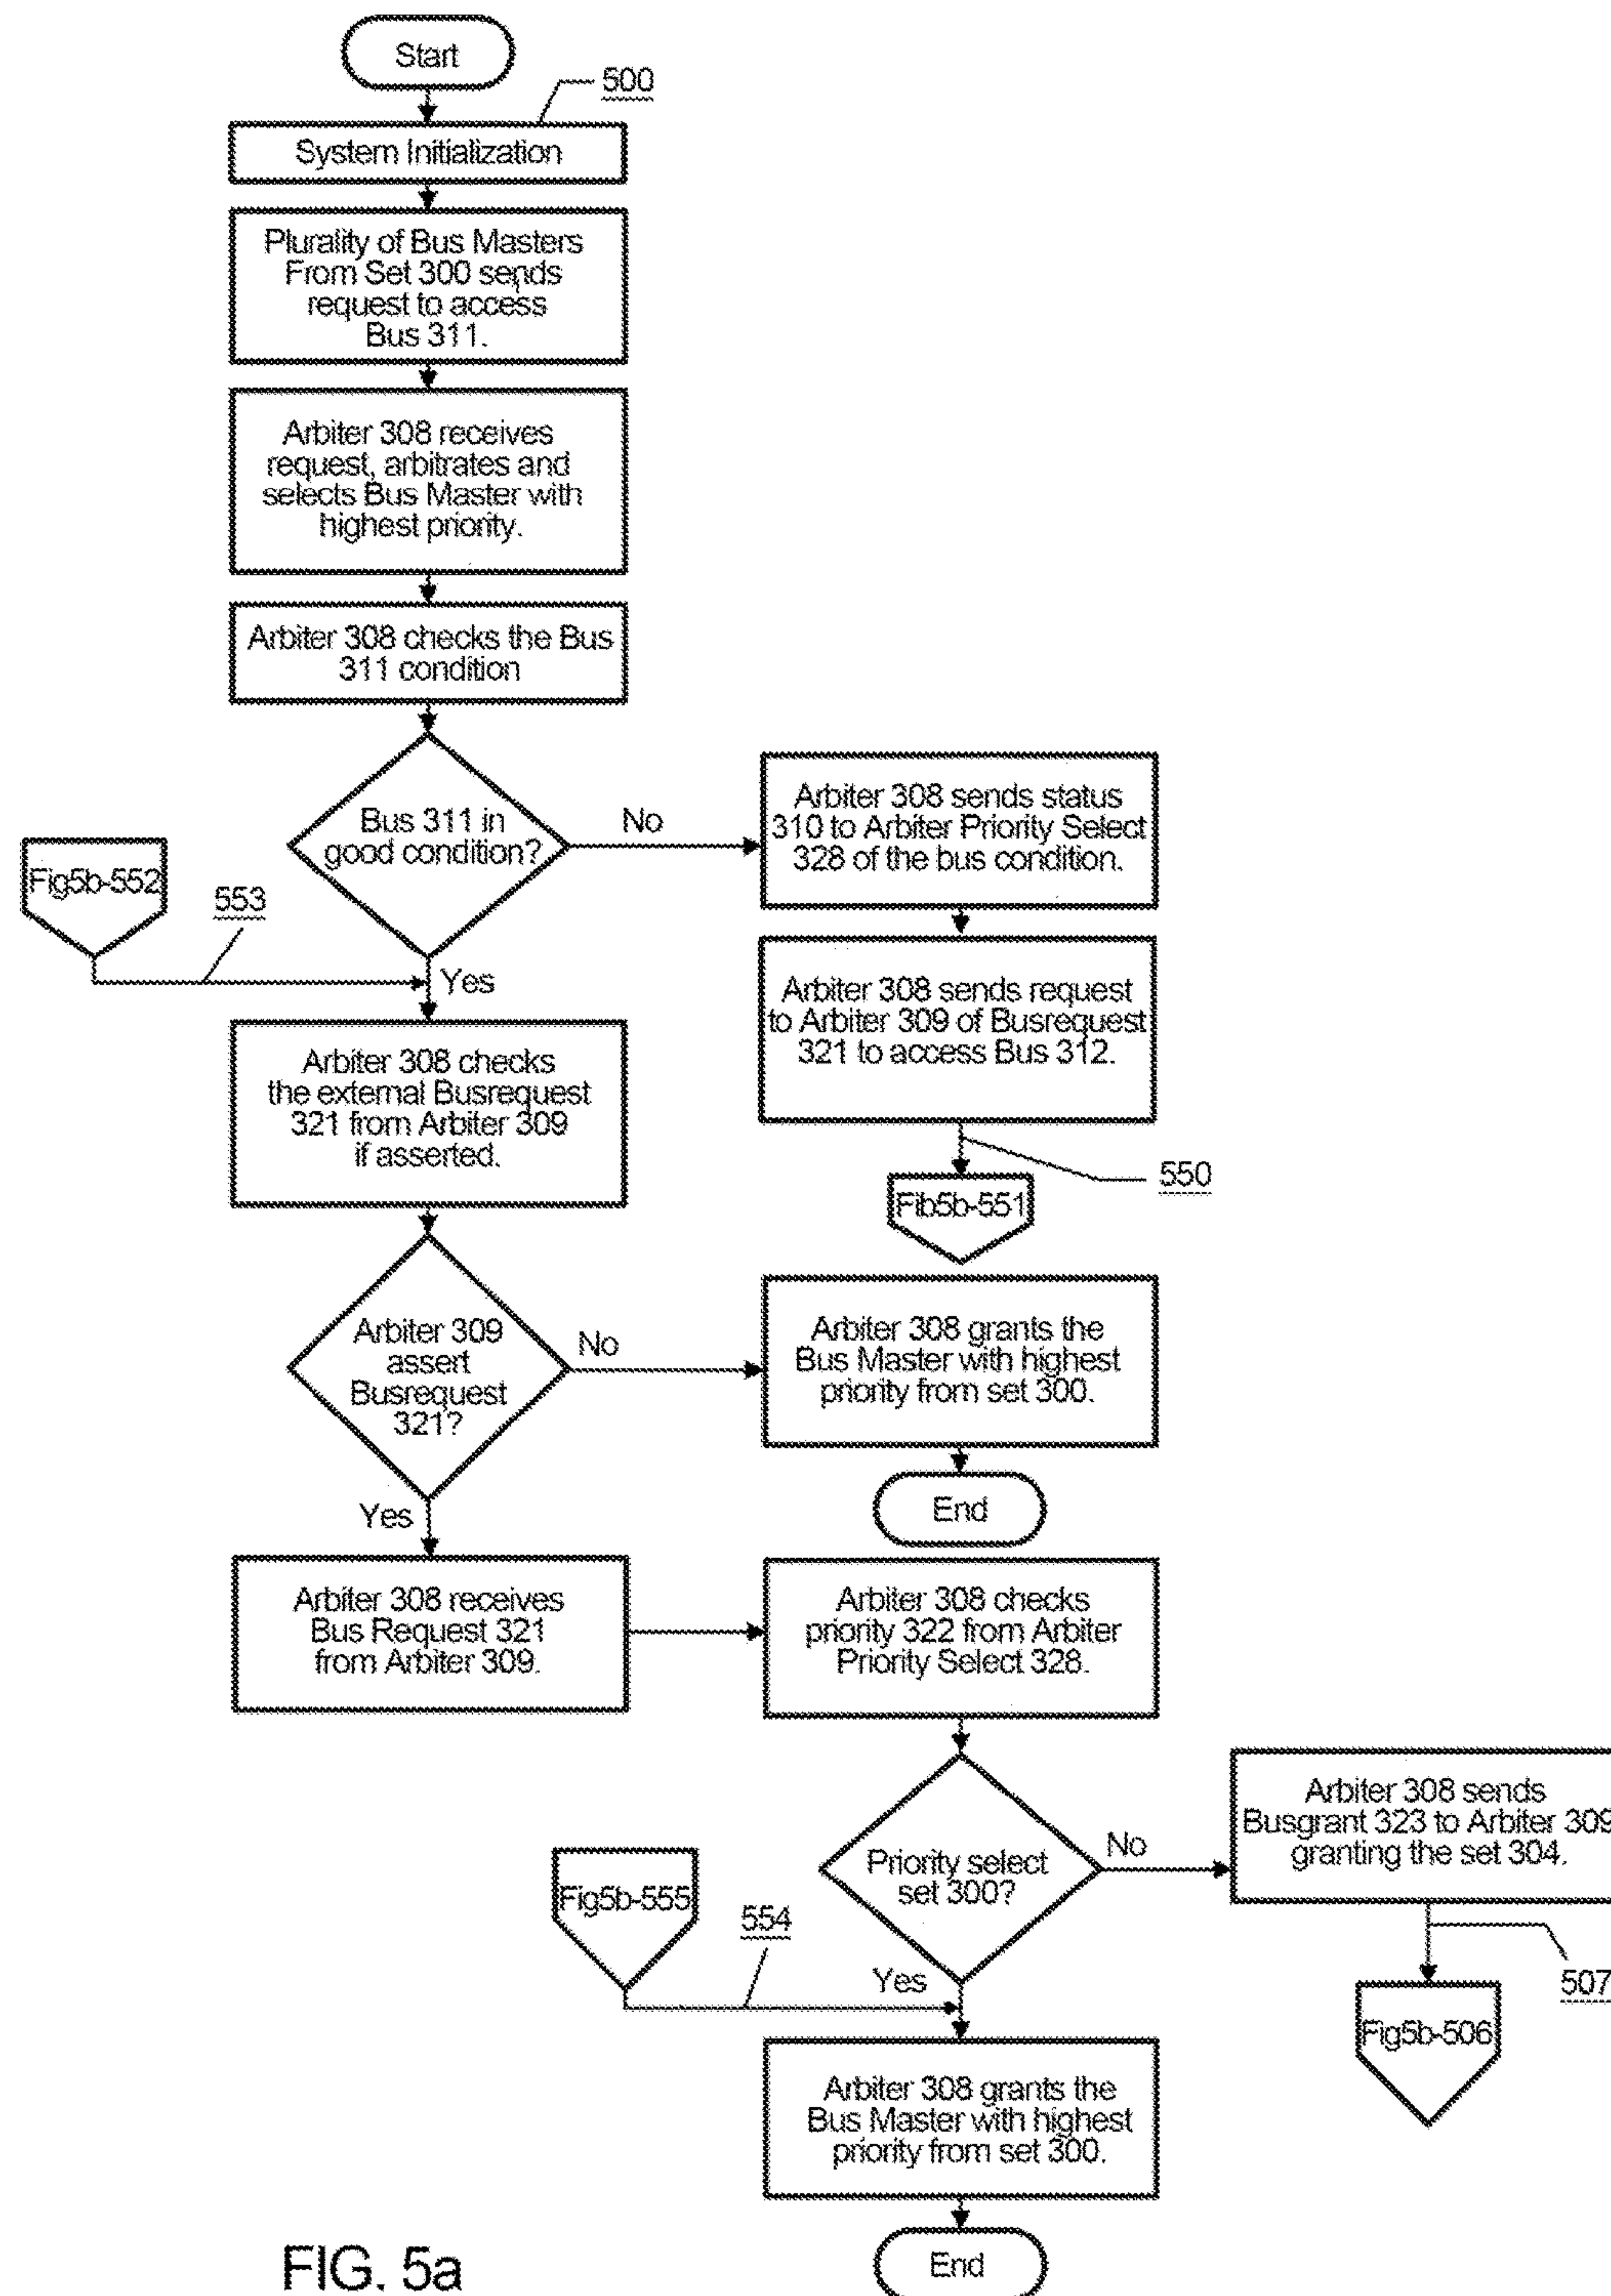 Start
500
System Initialization
Plurality of Bus Masters
From Set 300 sends
request to access
Bus 311.
Arbiter 308 receives
request, arbitrates and
selects Bus Master with
highest priority.
Arbiter 308 checks the Bus
311 condition
Bus 311 in
good condition?
No
Arbiter 308 sends status
310 to Arbiter Priority Select
328 of the bus condition.
Fig5b-552
553
Yes
Arbiter 308 sends request
to Arbiter 309 of Busrequest
321 to access Bus 312.
Arbiter 308 checks
the external Busrequest
321 from Arbiter 309
if asserted.
550
Fib5b-551
Arbiter 309
assert
Busrequest
321?
No
Arbiter 308 grants the
Bus Master with highest
priority from set 300.
End
Yes
Arbiter 308 receives
Bus Request 321
from Arbiter 309.
Arbiter 308 checks
priority 322 from Arbiter
Priority Select 328.
Priority select
set 300?
No
Arbiter 308 sends
Busgrant 323 to Arbiter 309
granting the set 304.
Fig5b-555
554
Yes
507
Fig5b-506
Arbiter 308 grants the
Bus Master with highest
priority from set 300.
End
FIG. 5a